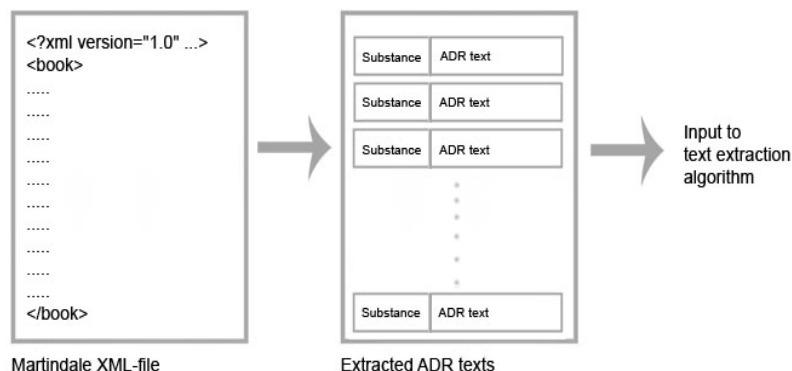 <?xml version="1.0" ...>
<book>
.....
.....
.....
.....
.....
.....
.....
.....
.....
.....
</book>
Martindale XML-file
Substance ADR text
Substance ADR text
Substance ADR text
Substance ADR text
Extracted ADR texts
Input to
text extraction
algorithm